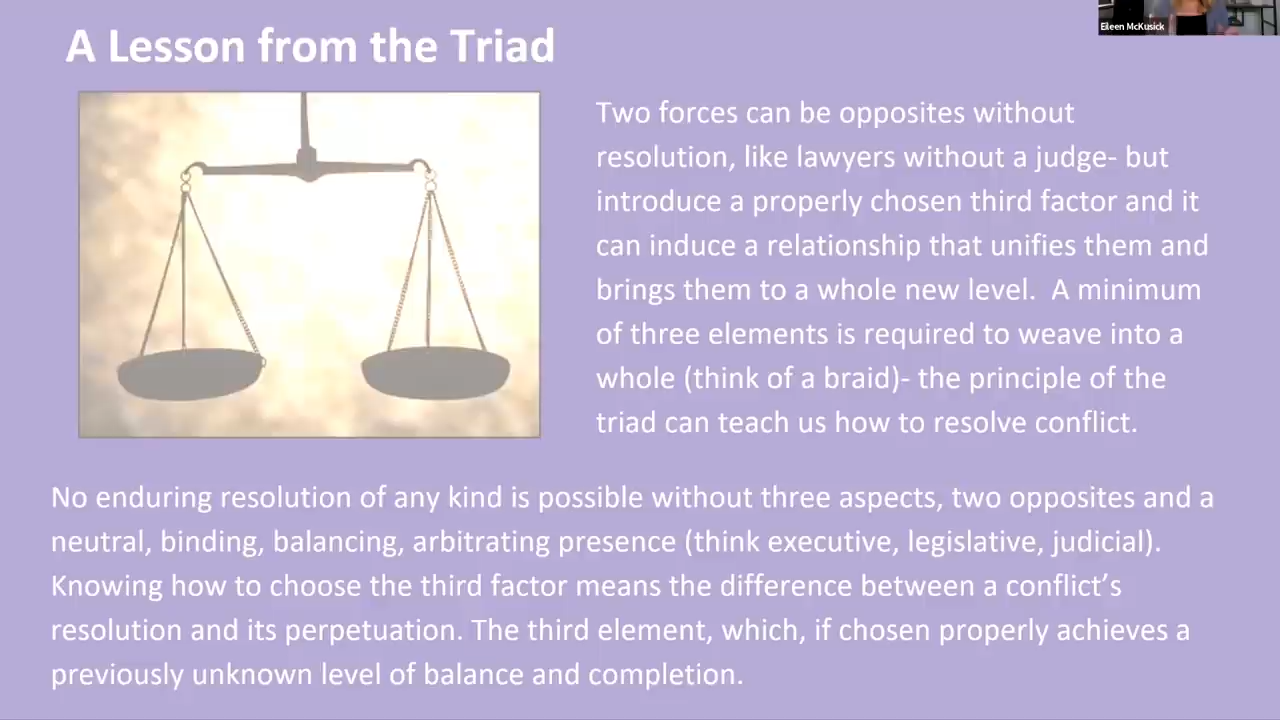 A Lesson from the Triad
Eileen McKusick
Two forces can be opposites without
resolution, like lawyers without a judge- but
introduce a properly chosen third factor and it
can induce a relationship that unifies them and
brings them to a whole new level.  A minimum
of three elements is required to weave into a
whole (think of a braid)- the principle of the
triad can teach us how to resolve conflict.
No enduring resolution of any kind is possible without three aspects, two opposites and a
neutral, binding, balancing, arbitrating presence (think executive, legislative, judicial).
Knowing how to choose the third factor means the difference between a conflict’s
resolution and its perpetuation. The third element, which, if chosen properly achieves a
previously unknown level of balance and completion.